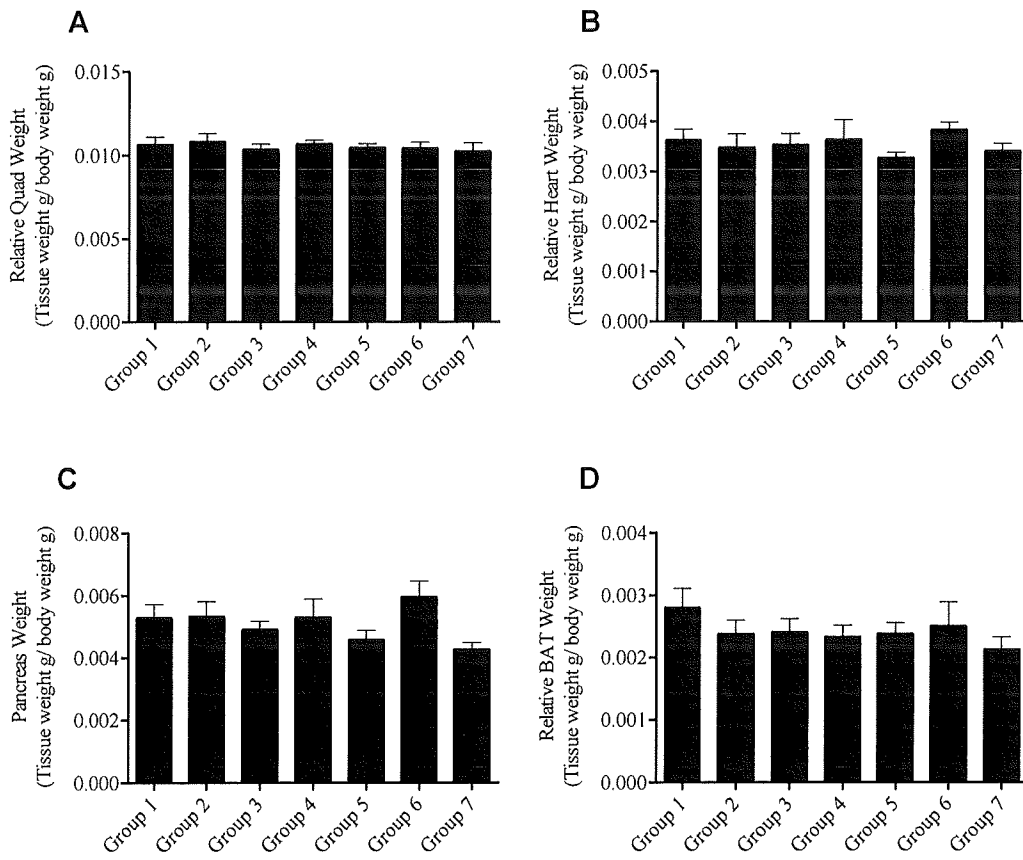 A
Relative Quad Weight
(Tissue weight g/ body weight g)
0.015
0.010
0.005
0.000
Group 1
Group 2
Group 3
Group 4
Group 5
Group 6
Group 7
B
Relative Heart Weight
(Tissue weight g/ body weight g)
0.005
0.004
0.003
0.002
0.001
0.000
Group 1
Group 2
Group 3
Group 4
Group 5
Group 6
Group 7
C
Pancreas Weight
(Tissue weight g/ body weight g)
0.008
0.006
0.004
0.002
0.000
Group 1
Group 2
Group 3
Group 4
Group 5
Group 6
Group 7
D
Relative BAT Weight
(Tissue weight g/ body weight g)
0.004
0.003
0.002
0.001
0.000
Group 1
Group 2
Group 3
Group 4
Group 5
Group 6
Group 7